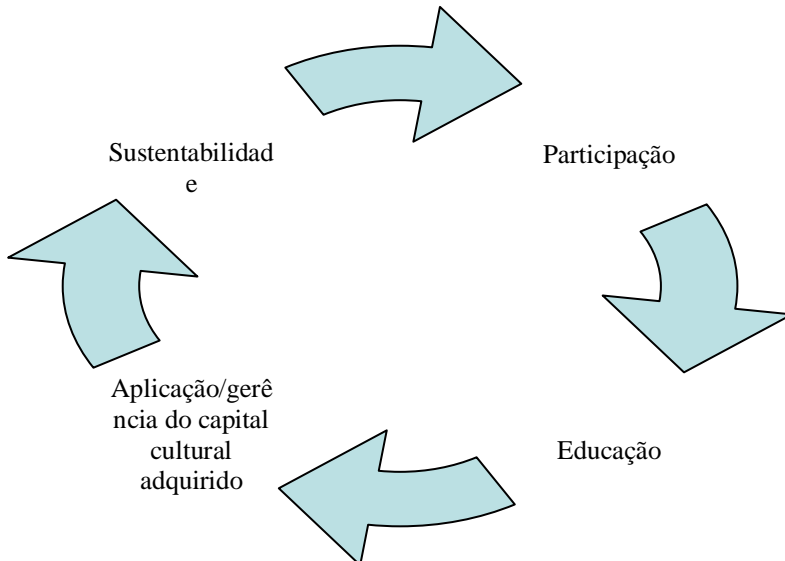 Sustentabilidad
e
Participação
Aplicação/gerê
ncia do capital
cultural
adquirido
Educação